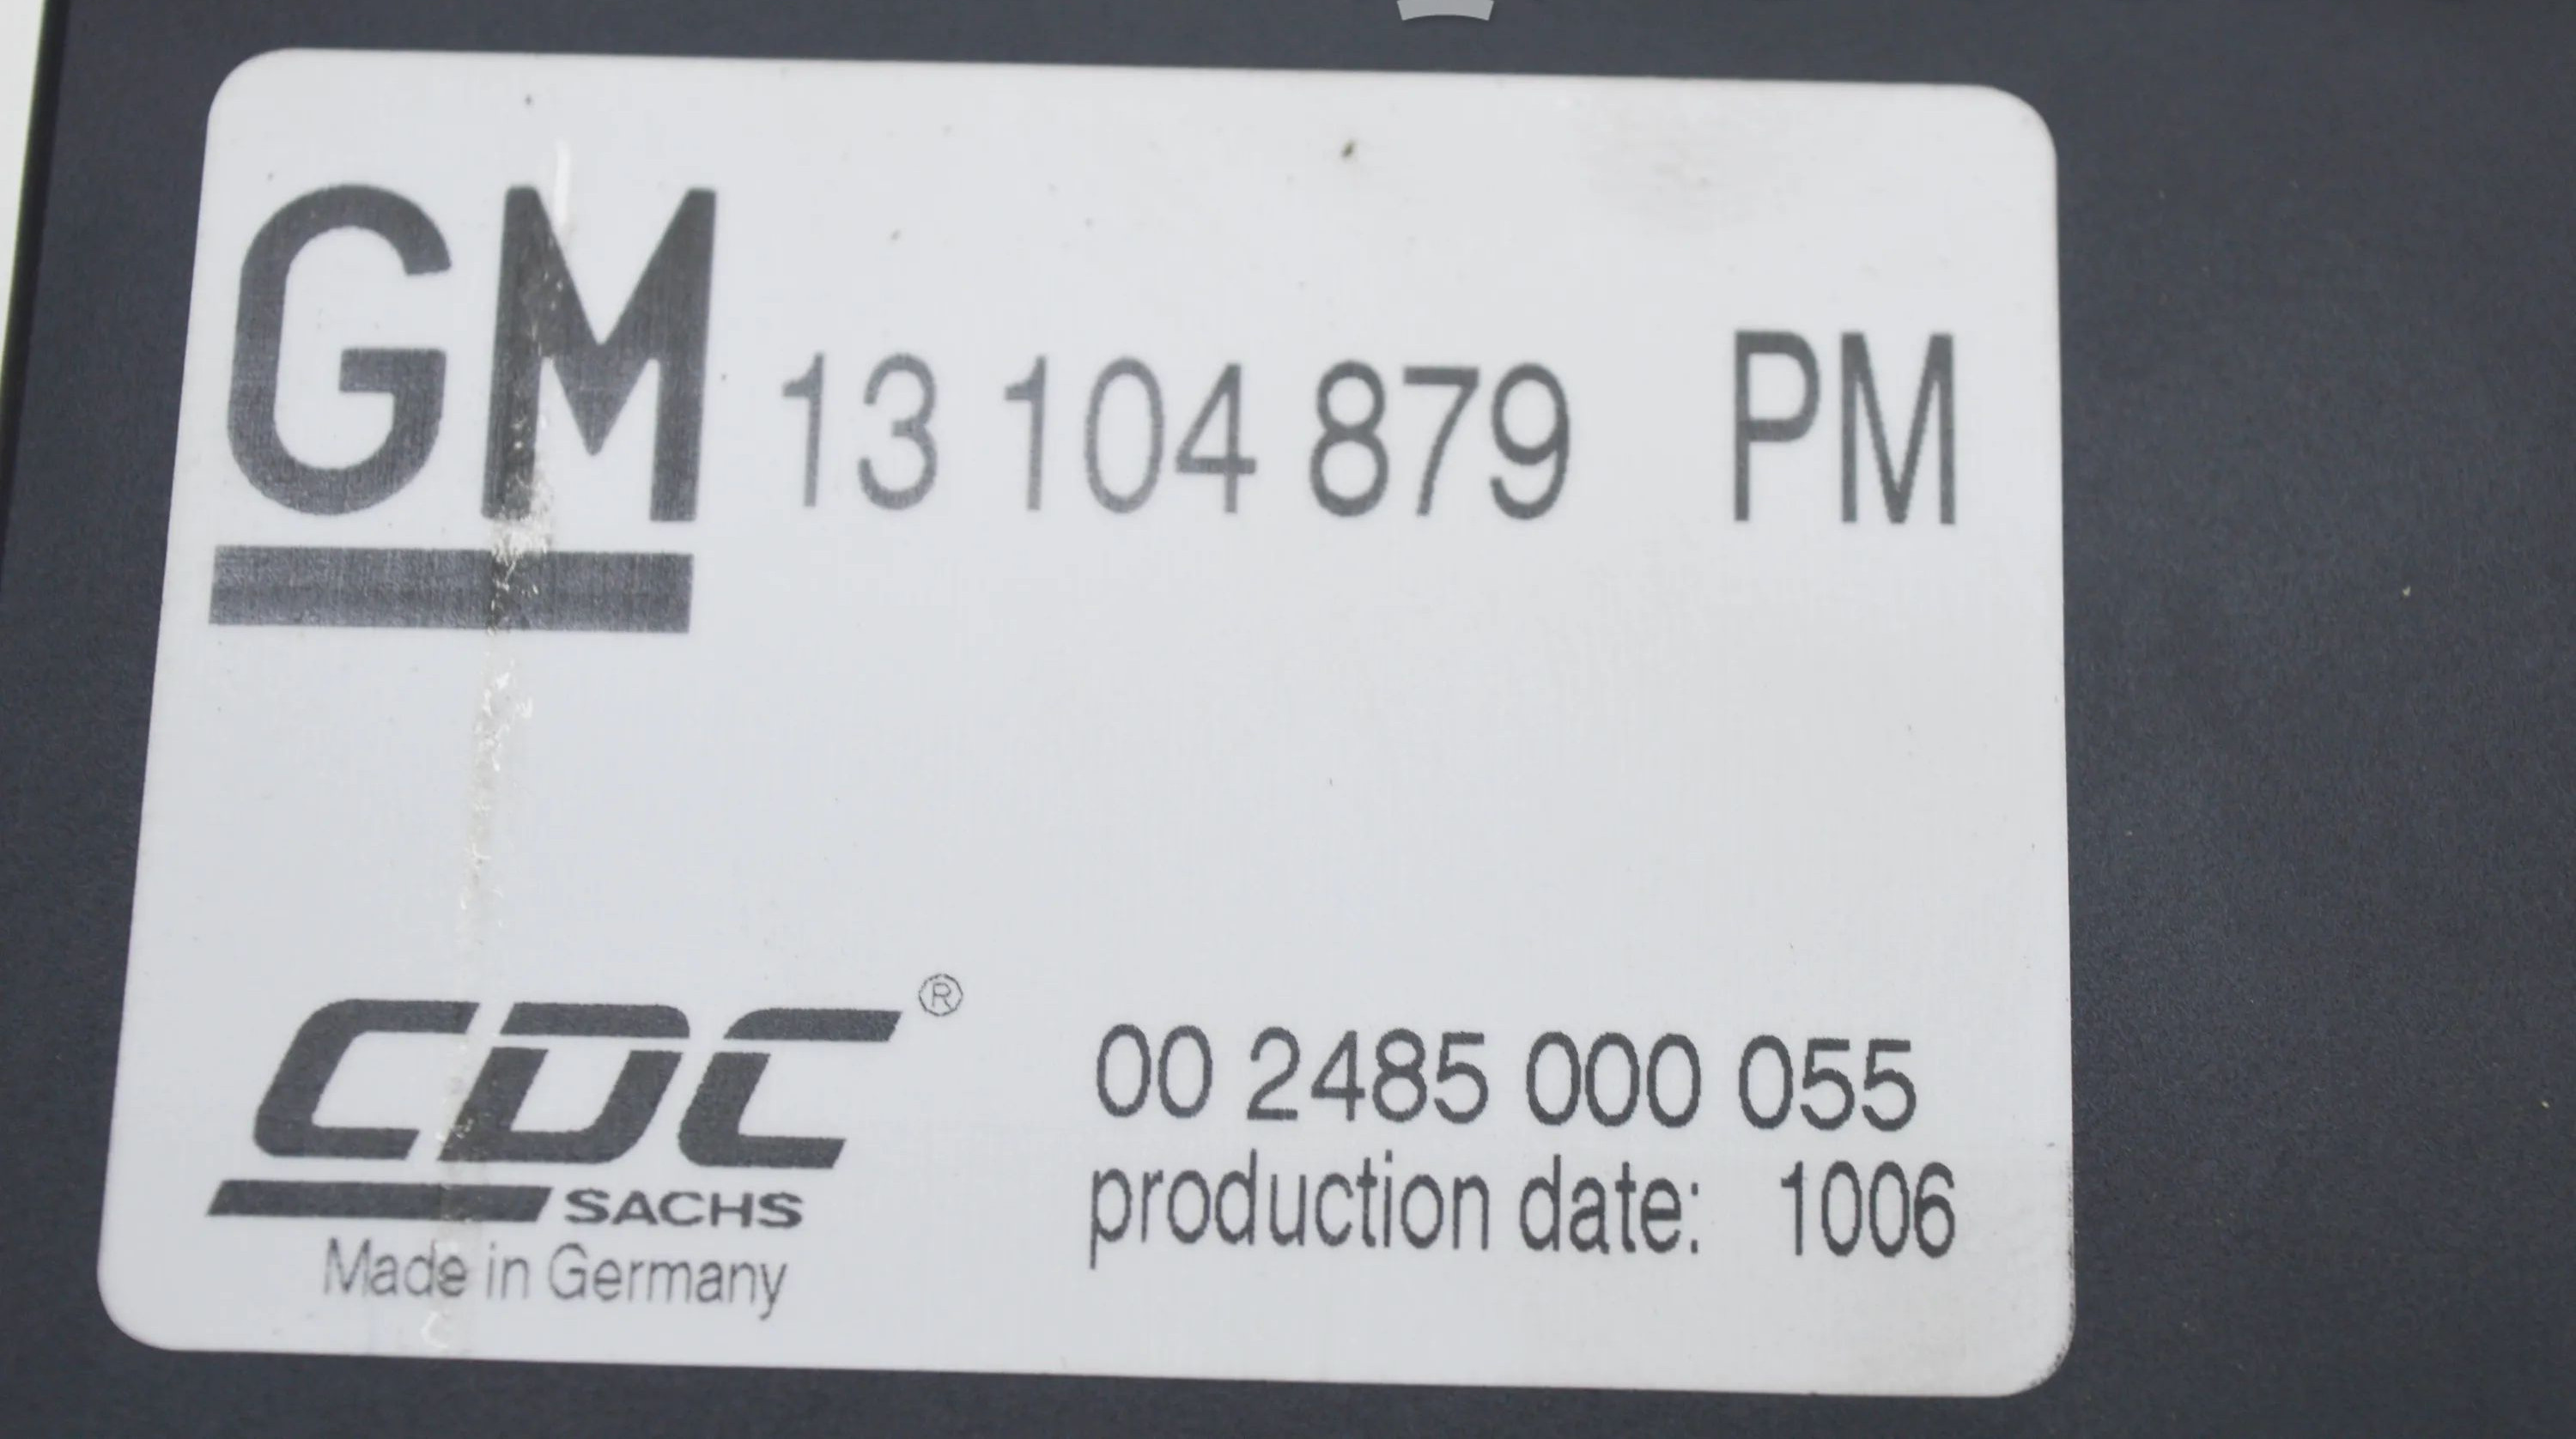 GM 13 104 879 PM
CDC® 00 2485 000 055
SACHS production date: 1006
Made in Germany